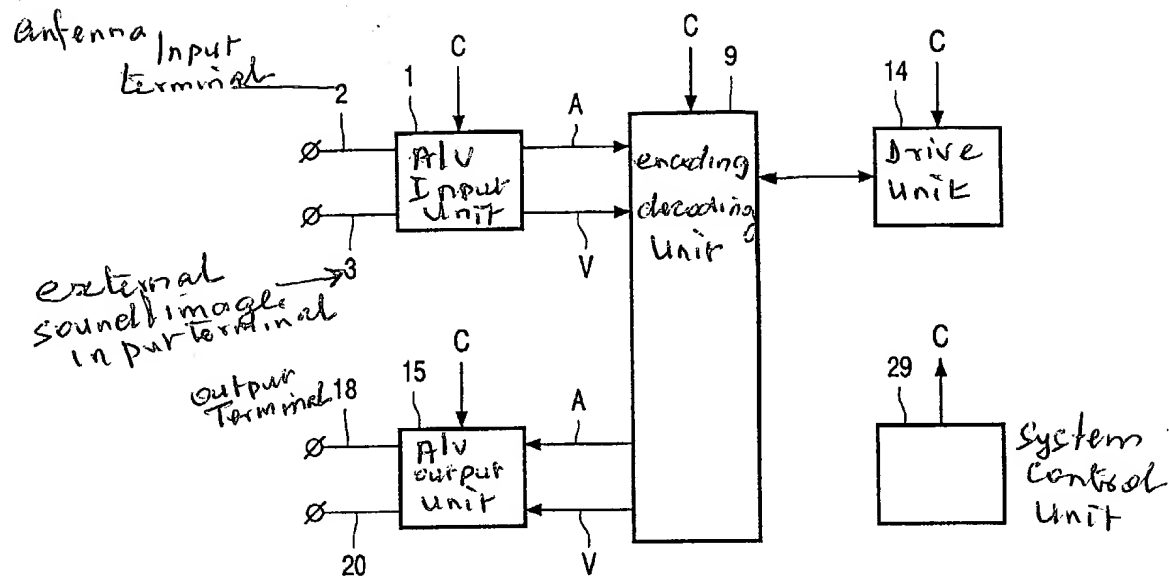 antenna
Input
terminal
2
1
C
A
C
9
C
14
A/V
Input
Unit
encoding
decoding
Unit
Drive
Unit
external
sound/image
input terminal
3
V
output
Terminal 18
15
C
A
A/V
output
unit
20
V
C
29
System
Control
Unit